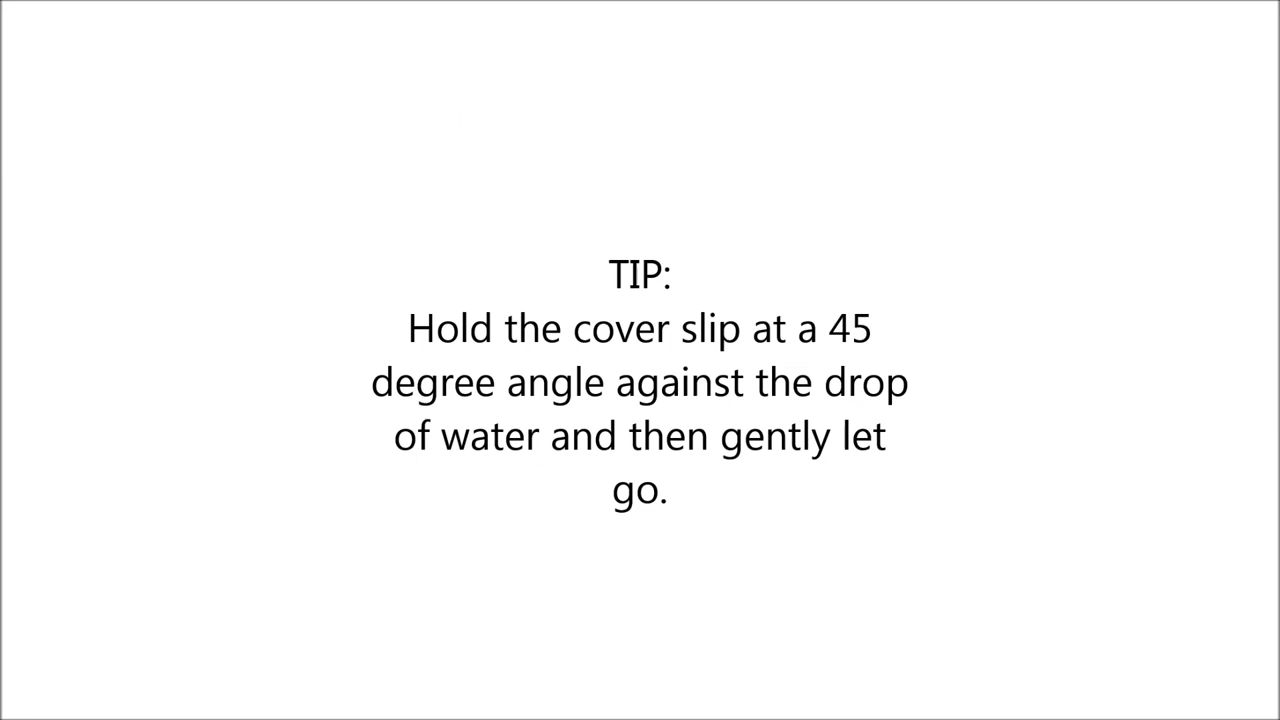 TIP:
Hold the cover slip at a 45
degree angle against the drop
of water and then gently let
go.